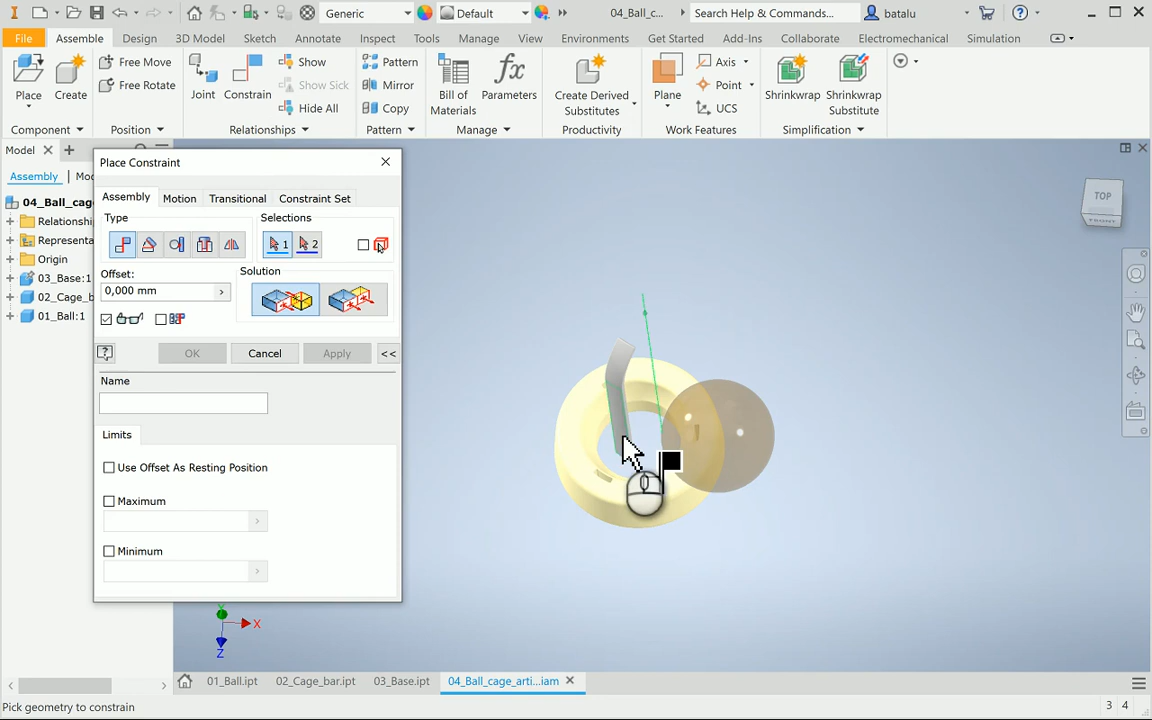 Generic
Default
04_Ball_c...
Search Help & Commands...
batalu
File
Assemble
Design
3D Model
Sketch
Annotate
Inspect
Tools
Manage
View
Environments
Get Started
Add-Ins
Collaborate
Electromechanical
Simulation
Place
Create
Free Move
Free Rotate
Joint
Constrain
Show
Show Sick
Hide All
Pattern
Mirror
Copy
Bill of
Materials
fx
Parameters
Create Derived
Substitutes
Plane
Axis
Point
UCS
Shrinkwrap
Shrinkwrap
Substitute
Component
Position
Relationships
Pattern
Manage
Productivity
Work Features
Simplification
Model
Assembly
04_Ball_cag
Relationshi
Representa
Origin
03_Base:1
02_Cage_b
01_Ball:1
Place Constraint
Assembly
Motion
Transitional
Constraint Set
Type
Selections
1
2
Offset:
0,000 mm
Solution
OK
Cancel
Apply
<<
Name
Limits
Use Offset As Resting Position
Maximum
Minimum
TOP
X
Z
01_Ball.ipt
02_Cage_bar.ipt
03_Base.ipt
04_Ball_cage_arti...iam
Pick geometry to constrain
3 4